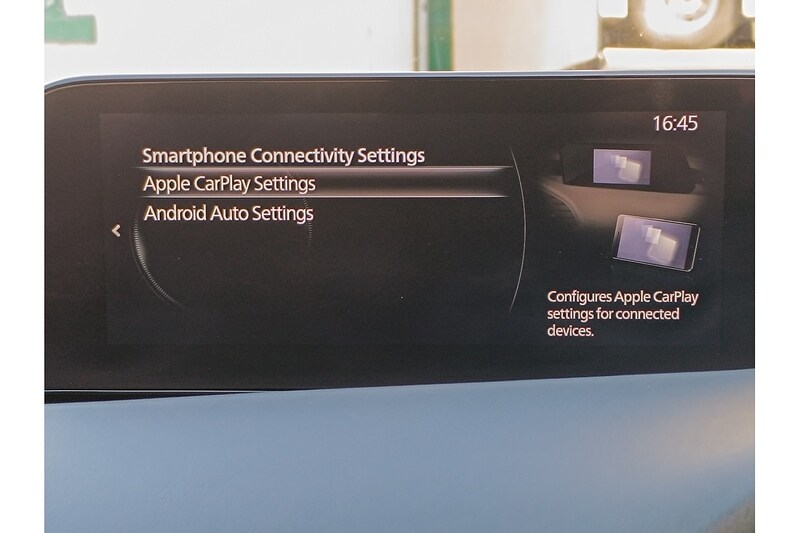 16:45
Smartphone Connectivity Settings
Apple CarPlay Settings
Android Auto Settings
Configures Apple CarPlay
settings for connected
devices.